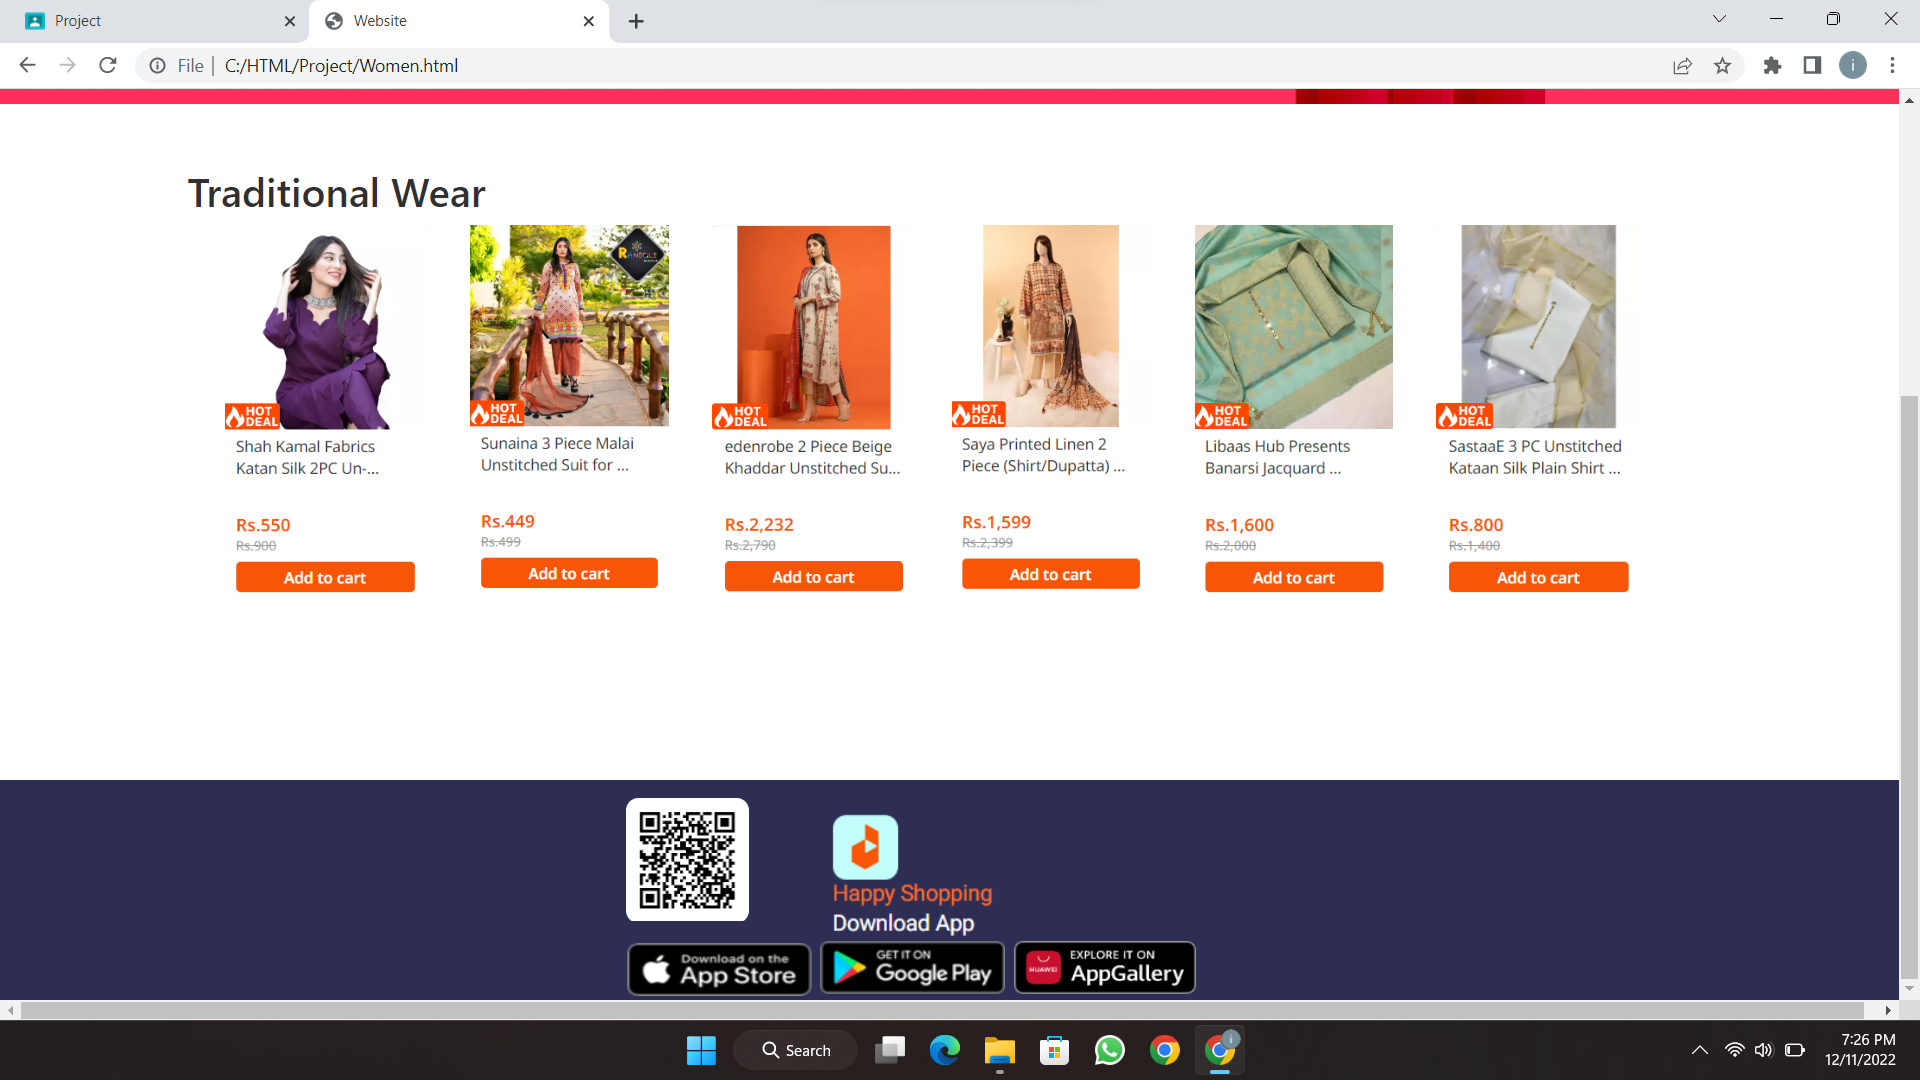 Project
Website
File
C:/HTML/Project/Women.html
i
Traditional Wear
RANGOLI
HOT DEAL
HOT DEAL
HOT DEAL
HOT DEAL
HOT DEAL
HOT DEAL
Shah Kamal Fabrics
Katan Silk 2PC Un-...
Rs.550
Rs.900
Add to cart
Sunaina 3 Piece Malai
Unstitched Suit for ...
Rs.449
Rs.499
Add to cart
edenrobe 2 Piece Beige
Khaddar Unstitched Su...
Rs.2,232
Rs.2,790
Add to cart
Saya Printed Linen 2
Piece (Shirt/Dupatta) ...
Rs.1,599
Rs.2,399
Add to cart
Libaas Hub Presents
Banarsi Jacquard ...
Rs.1,600
Rs.2,000
Add to cart
SastaaE 3 PC Unstitched
Kataan Silk Plain Shirt ...
Rs.800
Rs.1,400
Add to cart
Happy Shopping
Download App
Download on the
App Store
GET IT ON
Google Play
HUAWEI
EXPLORE IT ON
AppGallery
Search
7:26 PM
12/11/2022